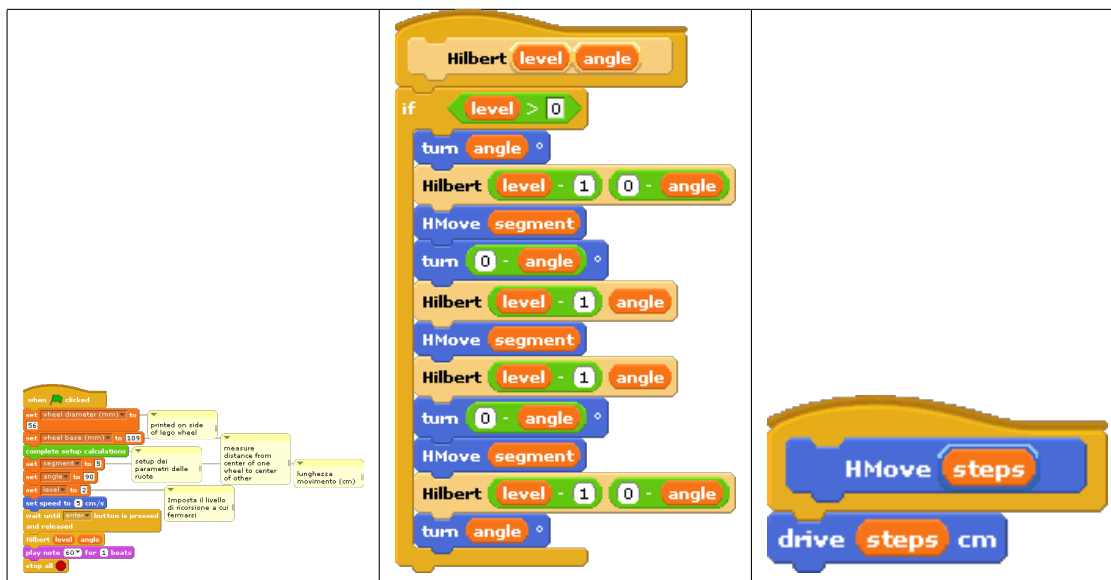 when clicked
set wheel diameter (mm) to
56
set wheel base (mm) to 109
complete setup calculations
set segment to 5
set angle to 90
set level to 2
set speed to 5 cm/s
wait until enter button is pressed
and released
Hilbert level angle
play note 60 for 1 beats
stop all
printed on side
of lego wheel
setup dei
parametri delle
ruote
measure
distance from
center of one
wheel to center
of other
lunghezza
movimento (cm)
Imposta il livello
di ricorsione a cui
fermarsi
Hilbert level angle
if level > 0
turn angle °
Hilbert level - 1 0 - angle
HMove segment
turn 0 - angle °
Hilbert level - 1 angle
HMove segment
Hilbert level - 1 angle
turn 0 - angle °
HMove segment
Hilbert level - 1 0 - angle
turn angle °
HMove steps
drive steps cm